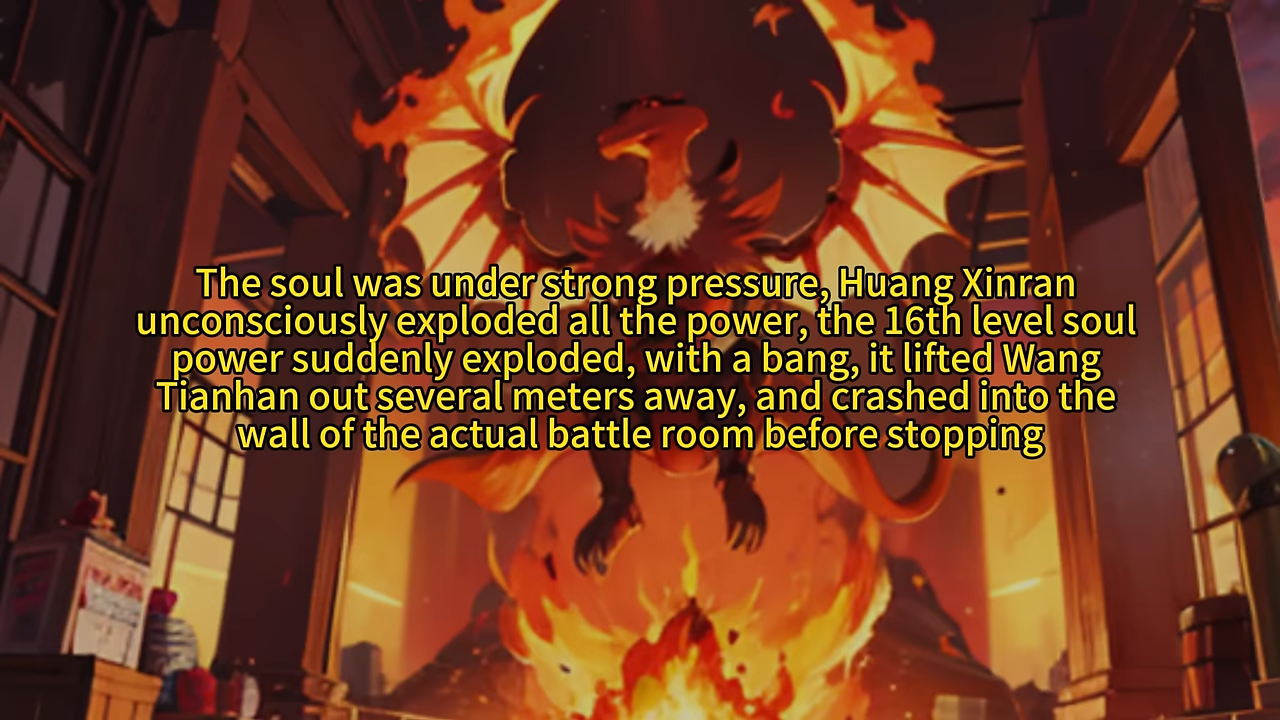 The soul was under strong pressure, Huang Xinran
unconsciously exploded all the power, the 16th level soul
power suddenly exploded, with a bang, it lifted Wang
Tianhan out several meters away, and crashed into the
wall of the actual battle room before stopping